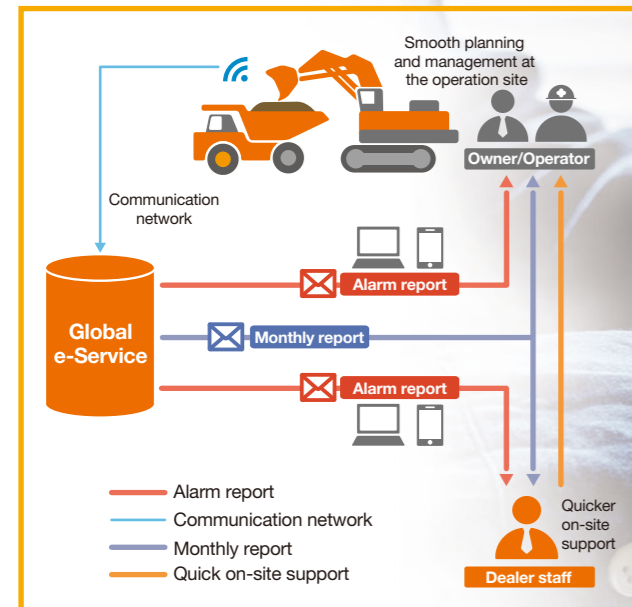 Smooth planning
and management at
the operation site
Owner/Operator
Communication
network
Alarm report
Global
e-Service
Monthly report
Alarm report
Alarm report
Communication network
Monthly report
Quick on-site support
Quicker
on-site
support
Dealer staff